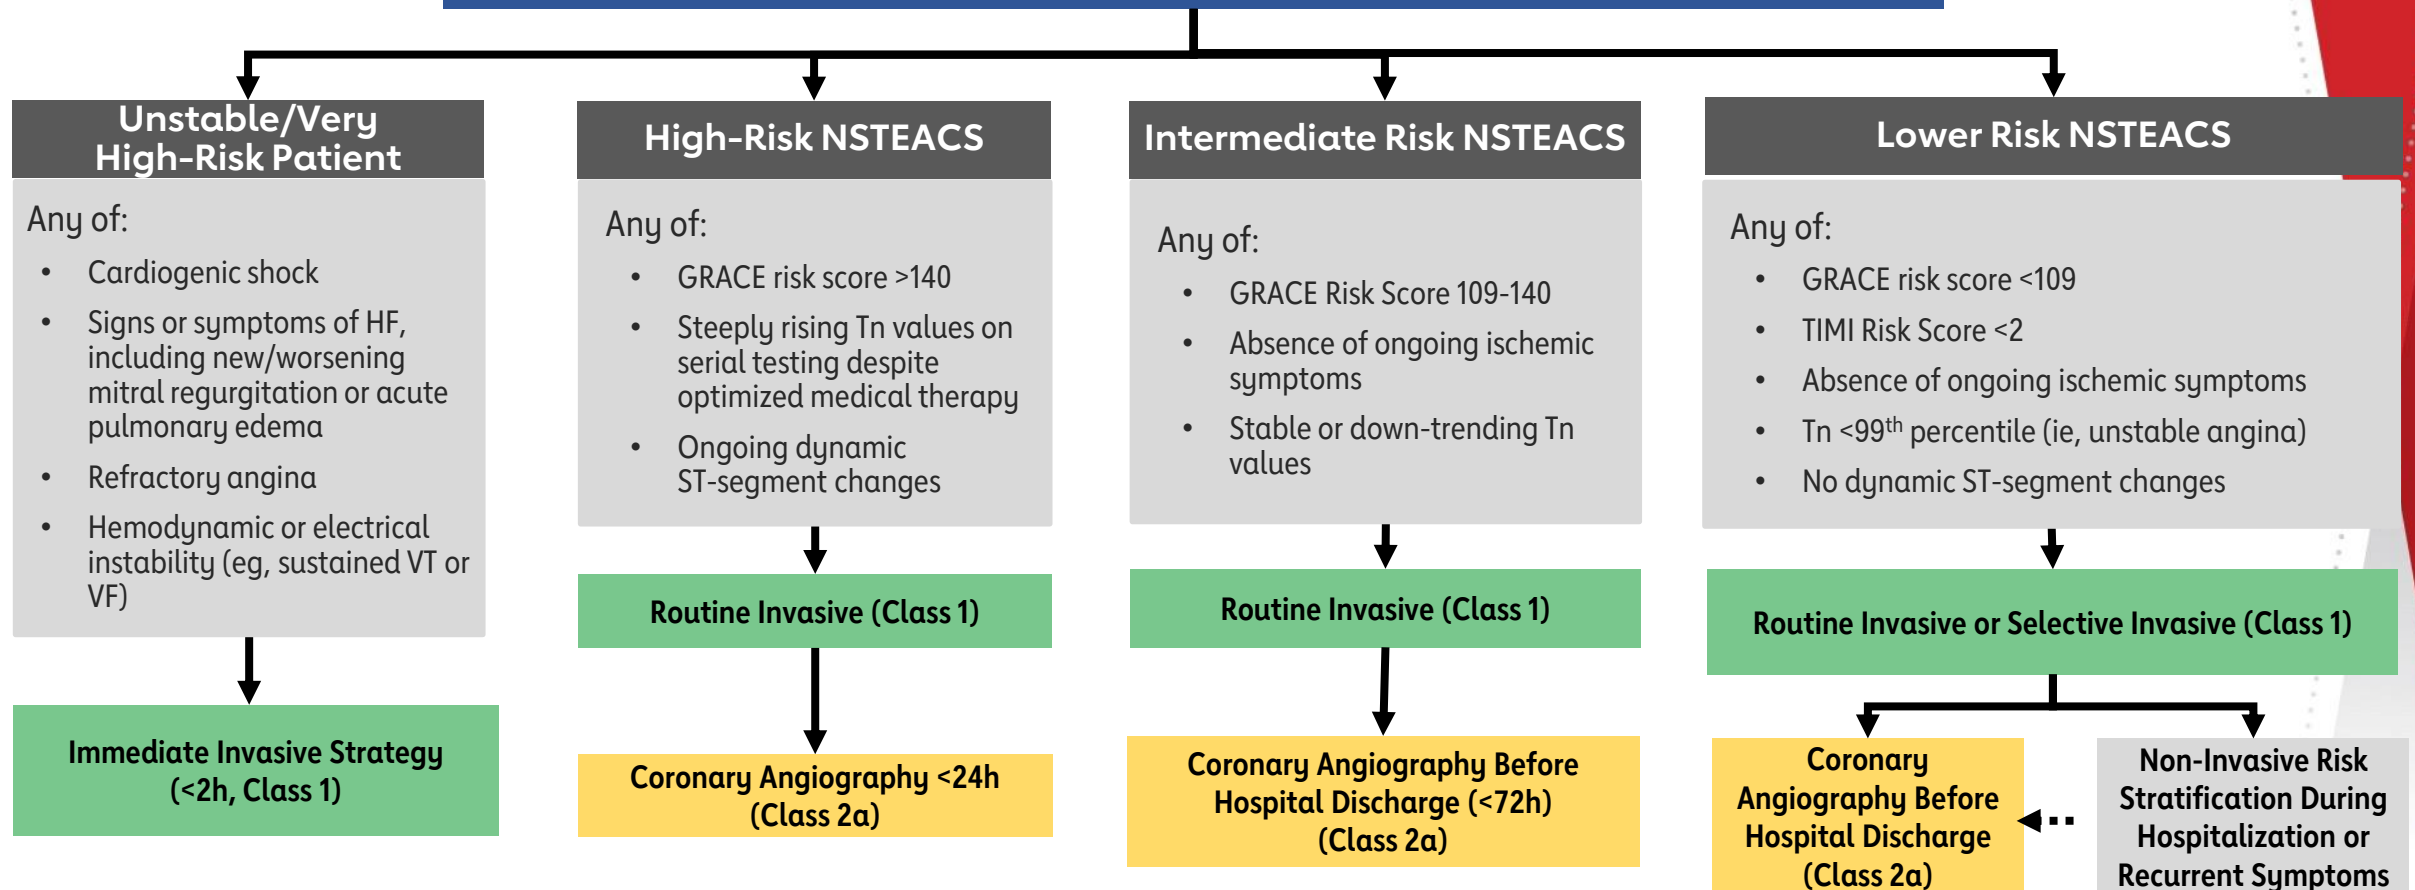 Unstable/Very
High-Risk Patient
Any of:
• Cardiogenic shock
• Signs or symptoms of HF,
including new/worsening
mitral regurgitation or acute
pulmonary edema
• Refractory angina
• Hemodynamic or electrical
instability (eg, sustained VT or
VF)
Immediate Invasive Strategy
(<2h, Class 1)
High-Risk NSTEACS
Any of:
• GRACE risk score >140
• Steeply rising Tn values on
serial testing despite
optimized medical therapy
• Ongoing dynamic
ST-segment changes
Routine Invasive (Class 1)
Coronary Angiography <24h
(Class 2a)
Intermediate Risk NSTEACS
Any of:
• GRACE Risk Score 109-140
• Absence of ongoing ischemic
symptoms
• Stable or down-trending Tn
values
Routine Invasive (Class 1)
Coronary Angiography Before
Hospital Discharge (<72h)
(Class 2a)
Lower Risk NSTEACS
Any of:
• GRACE risk score <109
• TIMI Risk Score <2
• Absence of ongoing ischemic symptoms
• Tn <99th percentile (ie, unstable angina)
• No dynamic ST-segment changes
Routine Invasive or Selective Invasive (Class 1)
Coronary
Angiography Before
Hospital Discharge
(Class 2a)
Non-Invasive Risk
Stratification During
Hospitalization or
Recurrent Symptoms